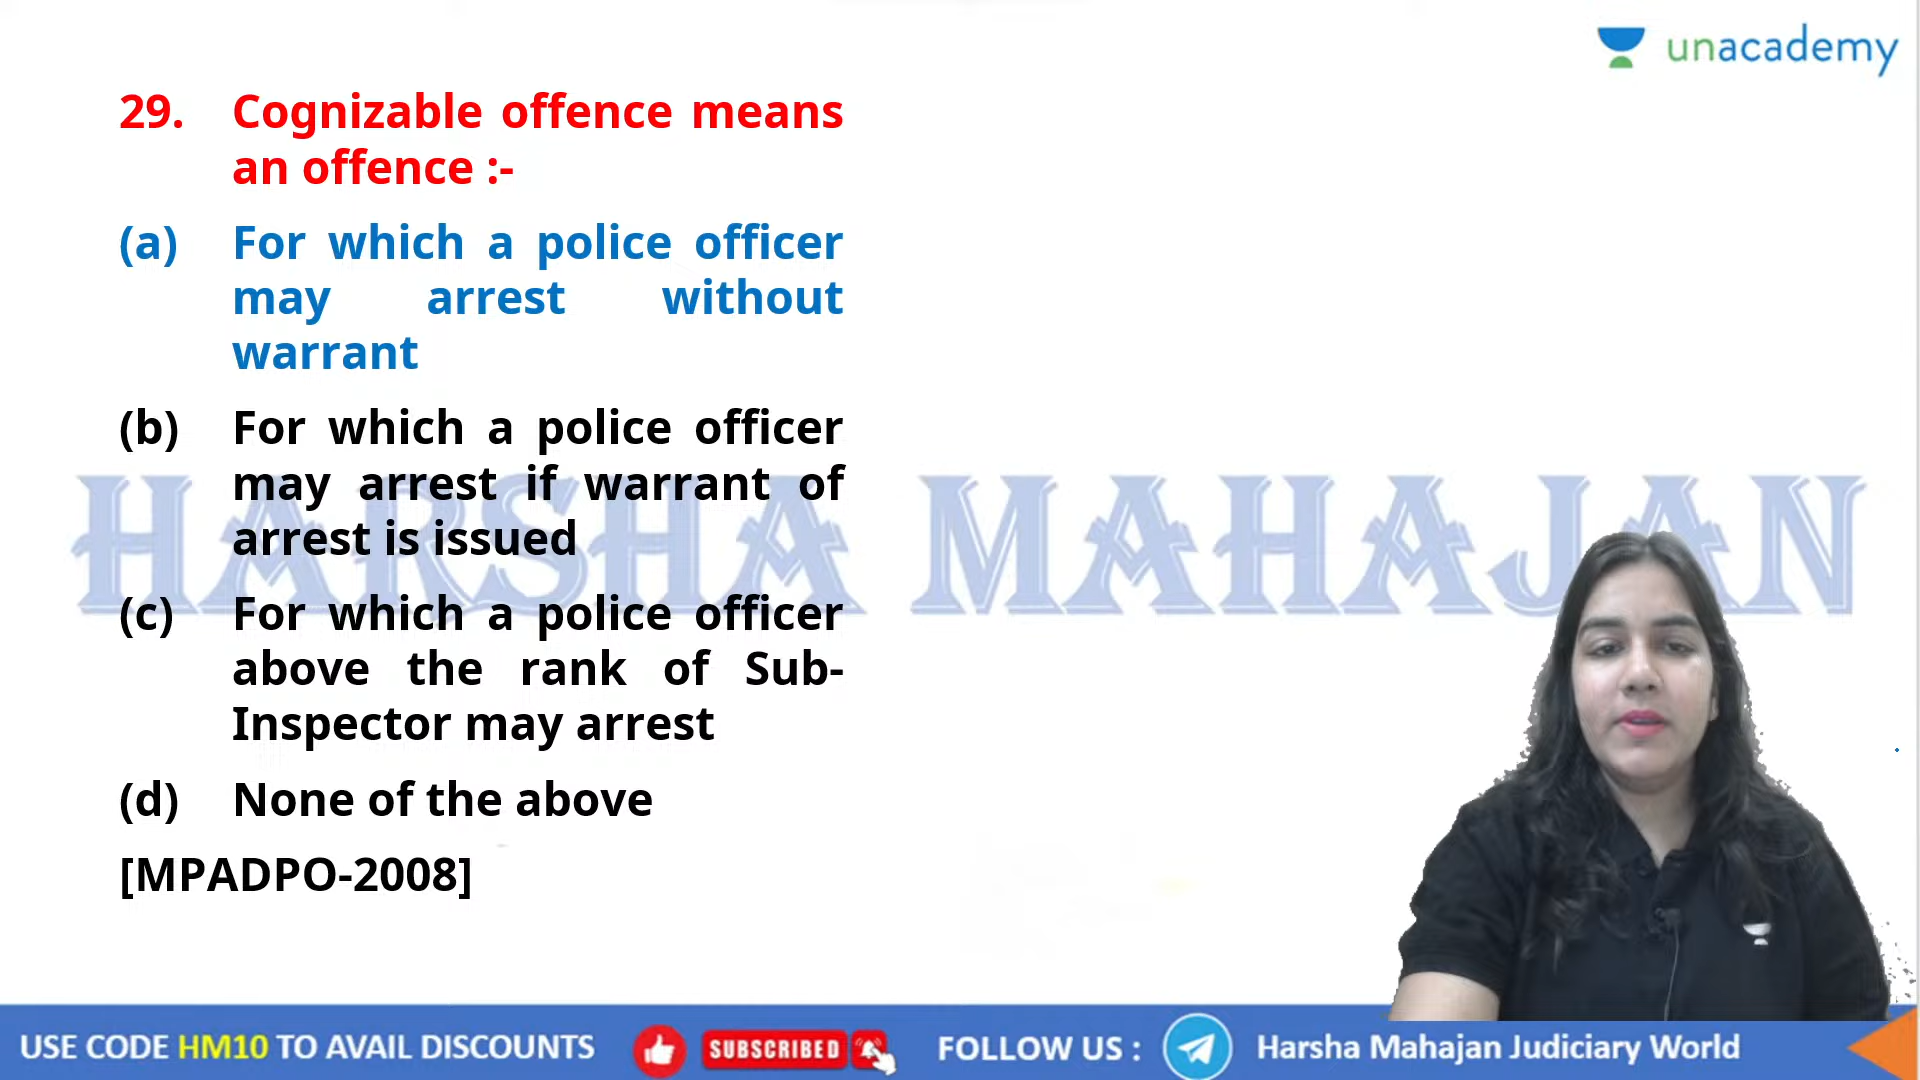 unacademy
29. Cognizable offence means
an offence :-
(a) For which a police officer
may arrest without
warrant
(b) For which a police officer
may arrest if warrant of
arrest is issued
(c) For which a police officer
above the rank of Sub-
Inspector may arrest
(d) None of the above
[MPADPO-2008]
HARSHA MAHAJAN
USE CODE HM10 TO AVAIL DISCOUNTS
SUBSCRIBED
FOLLOW US :
Harsha Mahajan Judiciary World